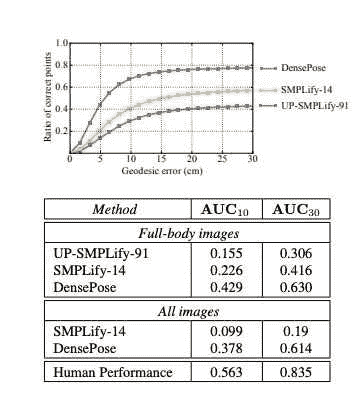 Ratio of correct points
1.0
0.8
0.6
0.4
0.2
0 5 10 15 20 25 30
Geodesic error (cm)
DensePose
SMPLify-14
UP-SMPLify-91
Method AUC10 AUC30
Full-body images
UP-SMPLify-91 0.155 0.306
SMPLify-14 0.226 0.416
DensePose 0.429 0.630
All images
SMPLify-14 0.099 0.19
DensePose 0.378 0.614
Human Performance 0.563 0.835